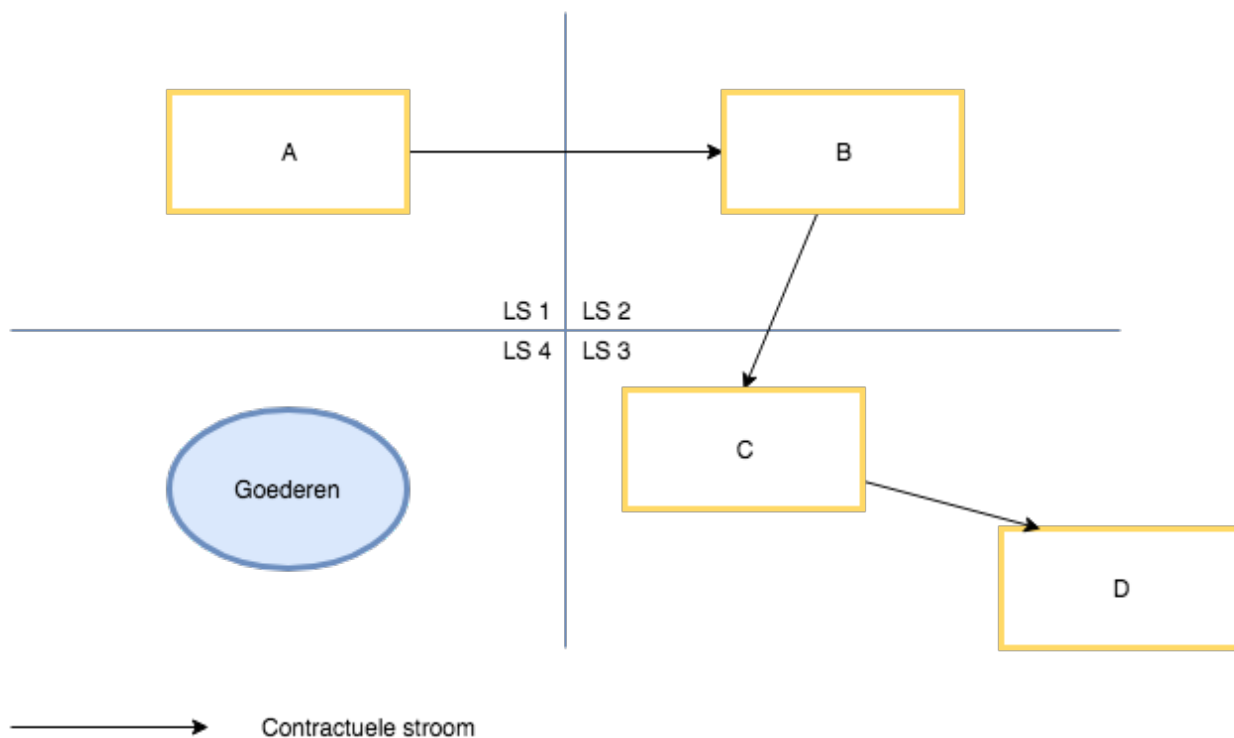 A
B
LS 1
LS 2
LS 4
LS 3
C
Goederen
D
Contractuele stroom